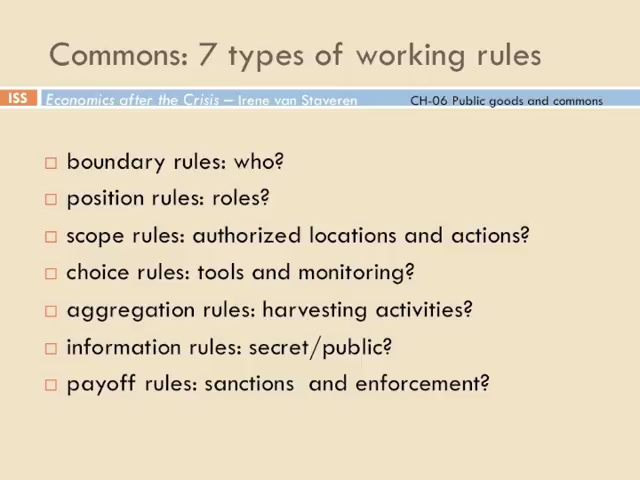 Commons: 7 types of working rules
ISS
Economics after the Crisis – Irene van Staveren
CH-06 Public goods and commons
boundary rules: who?
position rules: roles?
scope rules: authorized locations and actions?
choice rules: tools and monitoring?
aggregation rules: harvesting activities?
information rules: secret/public?
payoff rules: sanctions and enforcement?